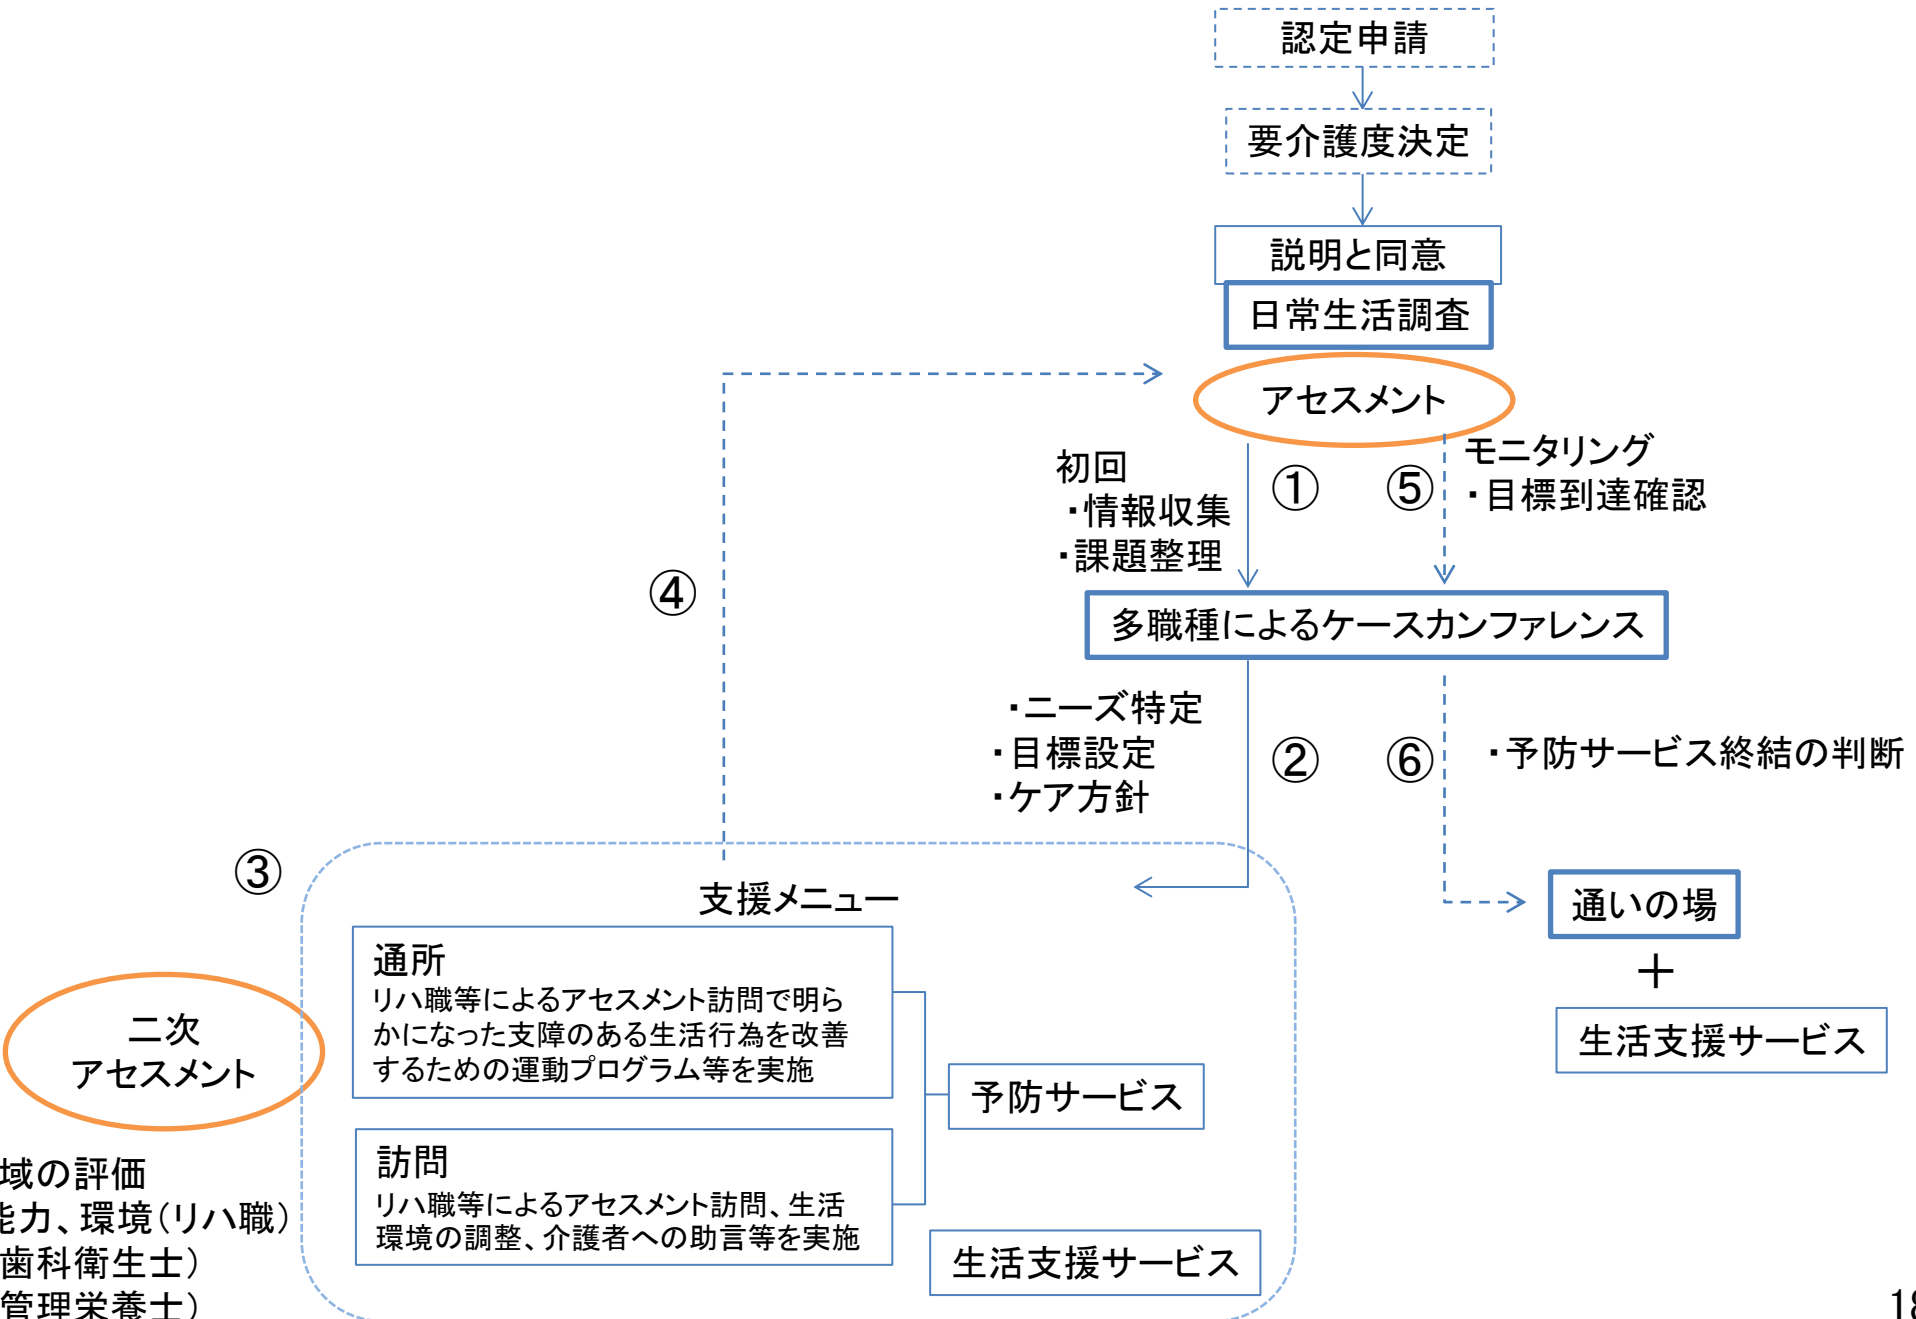 認定申請
要介護度決定
説明と同意
日常生活調査
アセスメント
初回
・情報収集
・課題整理
①
⑤
モニタリング
・目標到達確認
④
多職種によるケースカンファレンス
・ニーズ特定
・目標設定
・ケア方針
②
⑥
・予防サービス終結の判断
③
支援メニュー
通所
リハ職等によるアセスメント訪問で明ら
かになった支障のある生活行為を改善
するための運動プログラム等を実施
予防サービス
訪問
リハ職等によるアセスメント訪問、生活
環境の調整、介護者への助言等を実施
生活支援サービス
通いの場
＋
生活支援サービス
二次
アセスメント
域の評価
能力、環境（リハ職）
歯科衛生士）
管理栄養士）
18